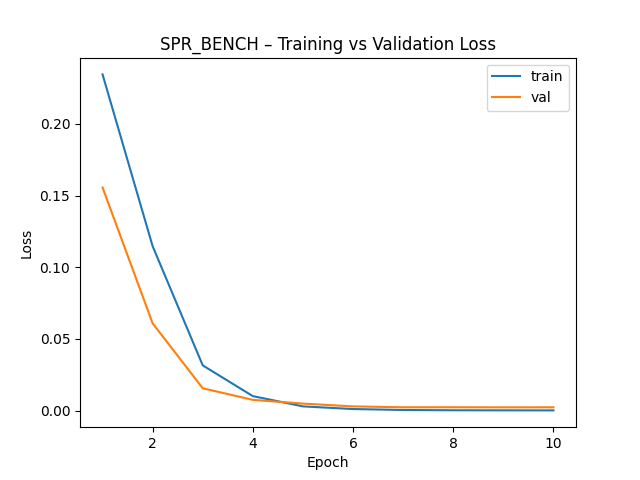 SPR_BENCH – Training vs Validation Loss
train
val
Loss
0.20
0.15
0.10
0.05
0.00
2
4
6
8
10
Epoch